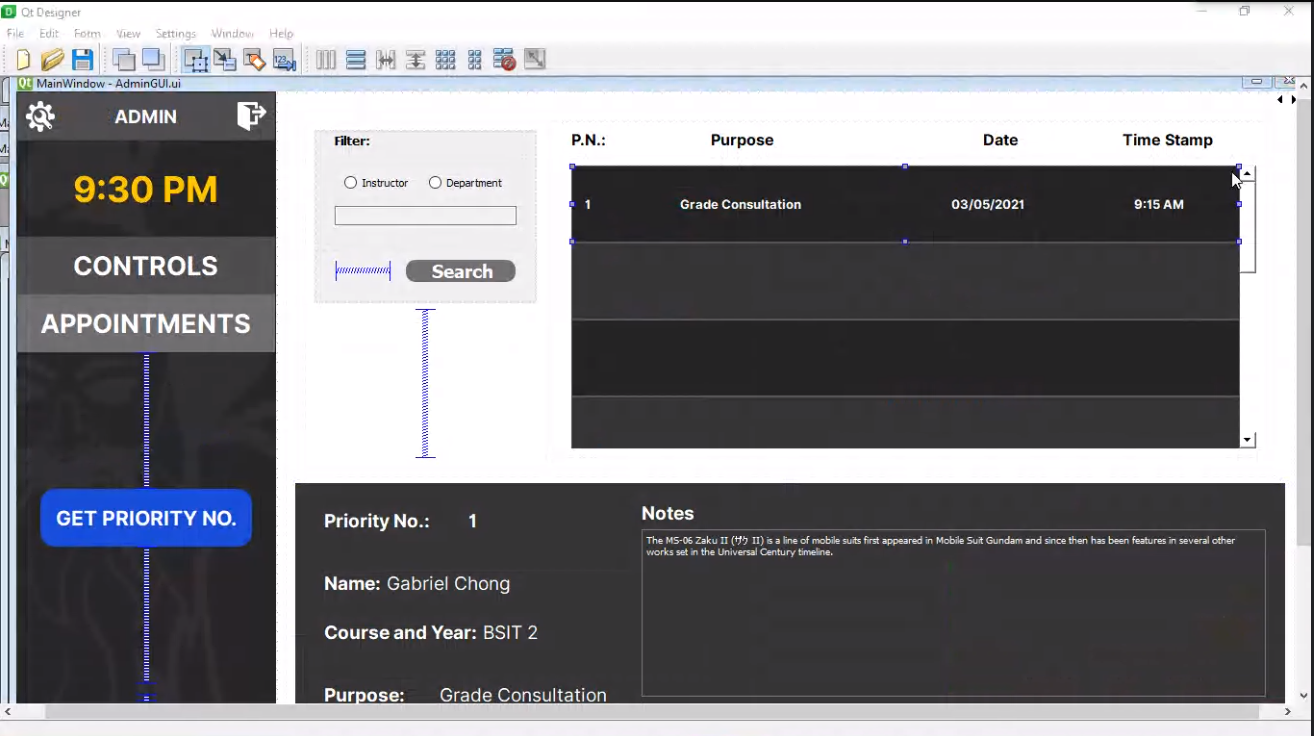 Qt Designer
File Edit Form View Settings Window Help
MainWindow - AdminGUI.ui
ADMIN
9:30 PM
CONTROLS
APPOINTMENTS
GET PRIORITY NO.
Filter:
Instructor Department
Search
P.N.: Purpose Date Time Stamp
1 Grade Consultation 03/05/2021 9:15 AM
Priority No.: 1
Name: Gabriel Chong
Course and Year: BSIT 2
Purpose: Grade Consultation
Notes
The MS-06 Zaku II (ザク II) is a line of mobile suits first appeared in Mobile Suit Gundam and since then has been features in several other
works set in the Universal Century timeline.